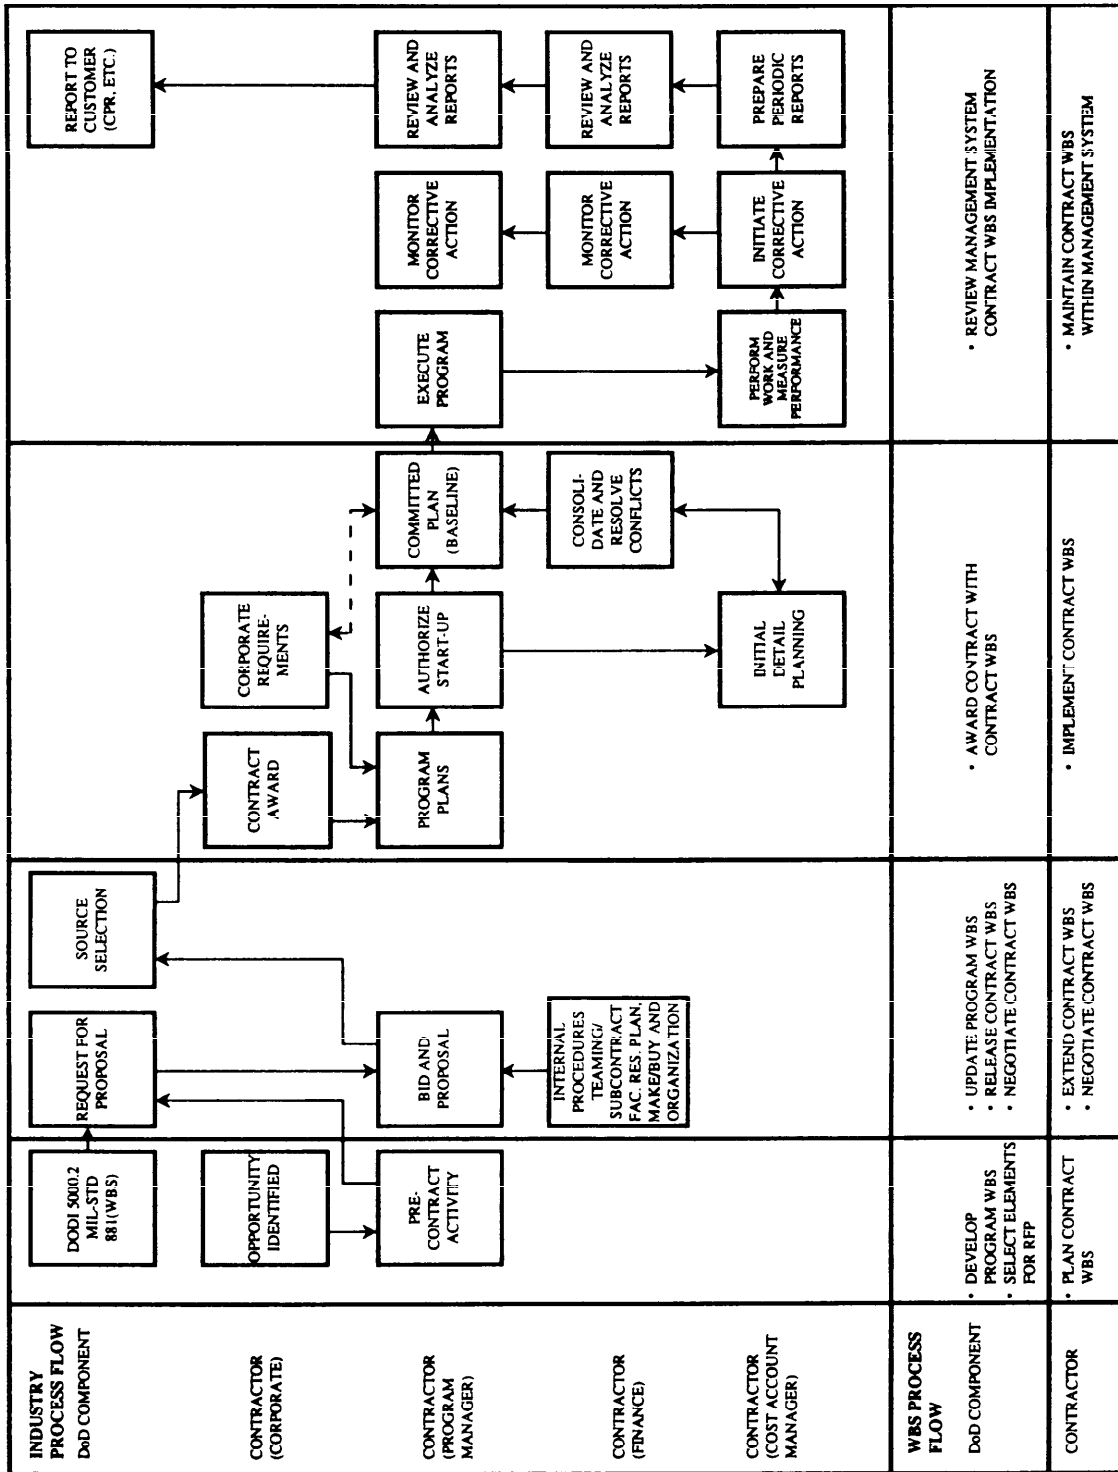 INDUSTRY
PROCESS FLOW
DoD COMPONENT
DODI 5000.2
MIL-STD
881(WBS)
REQUEST FOR
PROPOSAL
SOURCE
SELECTION
REPORT TO
CUSTOMER
(CPR, ETC.)
CONTRACTOR
(CORPORATE)
OPPORTUNITY
IDENTIFIED
CONTRACT
AWARD
CORPORATE
REQUIRE-
MENTS
CONTRACTOR
(PROGRAM
MANAGER)
PRE-
CONTRACT
ACTIVITY
BID AND
PROPOSAL
PROGRAM
PLANS
AUTHORIZE
START-UP
COMMITTED
PLAN
(BASELINE)
EXECUTE
PROGRAM
MONITOR
CORRECTIVE
ACTION
REVIEW AND
ANALYZE
REPORTS
CONTRACTOR
(FINANCE)
INTERNAL
PROCEDURES
TEAMING/
SUBCONTRACT
FAC. RES. PLAN,
MAKE/BUY AND
ORGANIZATION
CONSOLI-
DATE AND
RESOLVE
CONFLICTS
MONITOR
CORRECTIVE
ACTION
REVIEW AND
ANALYZE
REPORTS
CONTRACTOR
(COST ACCOUNT
MANAGER)
INITIAL
DETAIL
PLANNING
PERFORM
WORK AND
MEASURE
PERFORMANCE
INITIATE
CORRECTIVE
ACTION
PREPARE
PERIODIC
REPORTS
WBS PROCESS
FLOW
DoD COMPONENT
• DEVELOP
PROGRAM WBS
• SELECT ELEMENTS
FOR RFP
• UPDATE PROGRAM WBS
• RELEASE CONTRACT WBS
• NEGOTIATE CONTRACT WBS
• AWARD CONTRACT WITH
CONTRACT WBS
• REVIEW MANAGEMENT SYSTEM
CONTRACT WBS IMPLEMENTATION
CONTRACTOR
• PLAN CONTRACT
WBS
• EXTEND CONTRACT WBS
• NEGOTIATE CONTRACT WBS
• IMPLEMENT CONTRACT WBS
• MAINTAIN CONTRACT WBS
WITHIN MANAGEMENT SYSTEM